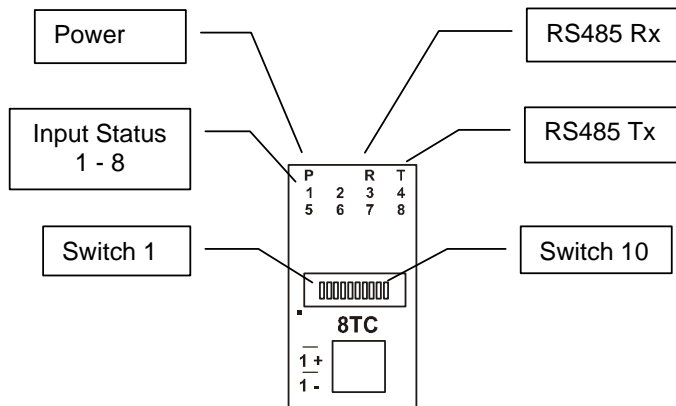 Power
RS485 Rx
Input Status
1 - 8
RS485 Tx
P R T
1 2 3 4
5 6 7 8
Switch 1
Switch 10
8TC
1 +
1 -